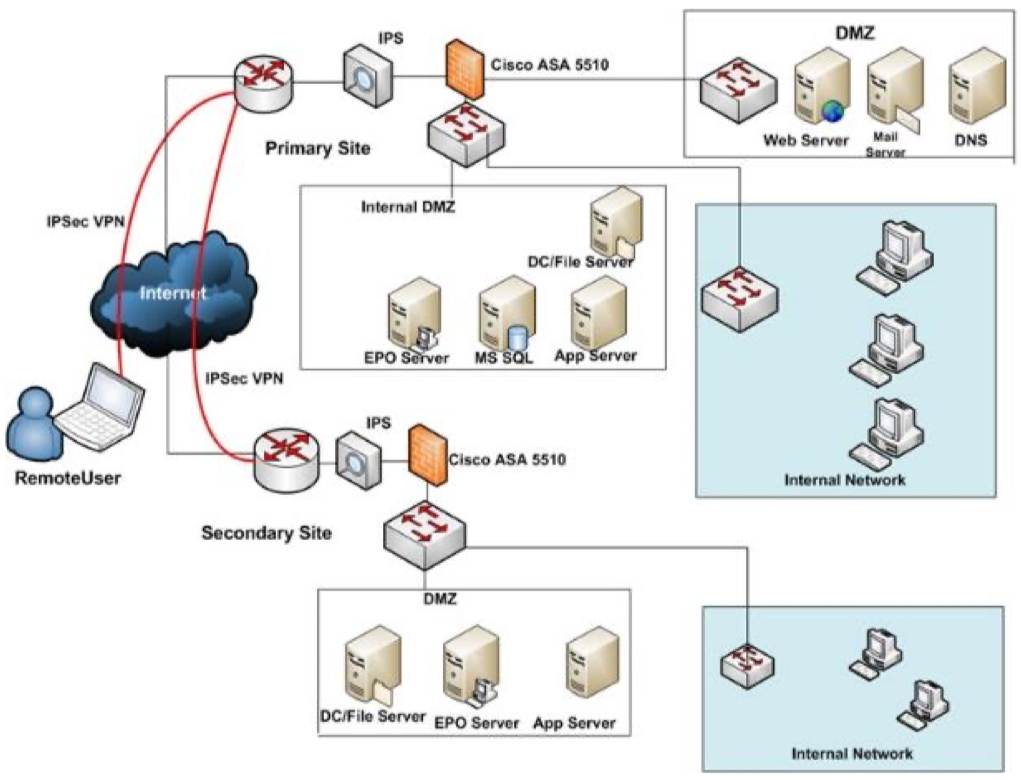 IPS
Cisco ASA 5510
DMZ
Web Server
Mail
Server
DNS
Primary Site
Internal DMZ
IPSec VPN
DC/File Server
Internet
EPO Server
MS SQL
App Server
Internal Network
IPSec VPN
RemoteUser
IPS
Cisco ASA 5510
Secondary Site
DMZ
DC/File Server
EPO Server
App Server
Internal Network